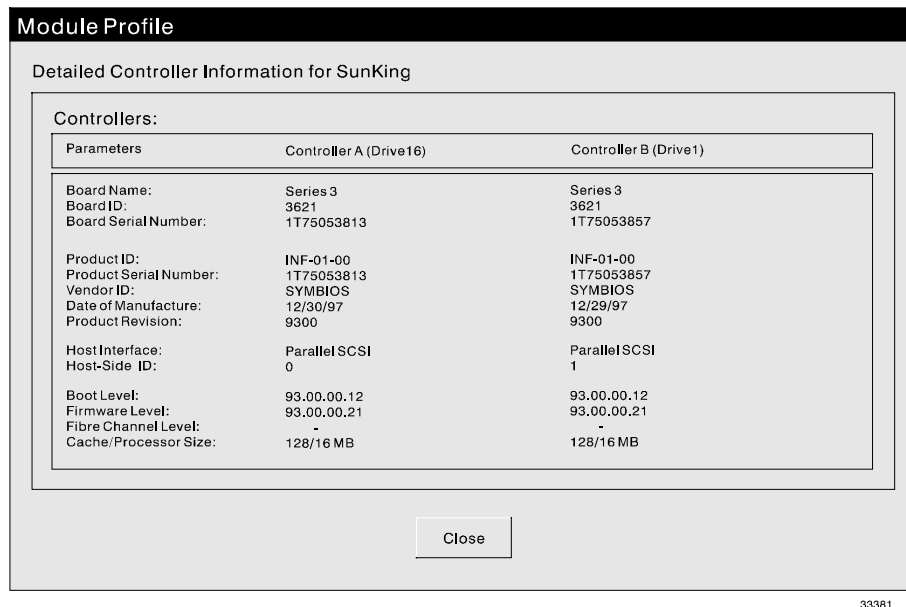 Module Profile
Detailed Controller Information for SunKing
Controllers:
Parameters Controller A (Drive16) Controller B (Drive1)
Board Name: Series 3 Series 3
Board ID: 3621 3621
Board Serial Number: 1T75053813 1T75053857
Product ID: INF-01-00 INF-01-00
Product Serial Number: 1T75053813 1T75053857
Vendor ID: SYMBIOS SYMBIOS
Date of Manufacture: 12/30/97 12/29/97
Product Revision: 9300 9300
Host Interface: Parallel SCSI Parallel SCSI
Host-Side ID: 0 1
Boot Level: 93.00.00.12 93.00.00.12
Firmware Level: 93.00.00.21 93.00.00.21
Fibre Channel Level: - -
Cache/Processor Size: 128/16 MB 128/16 MB
Close
33381